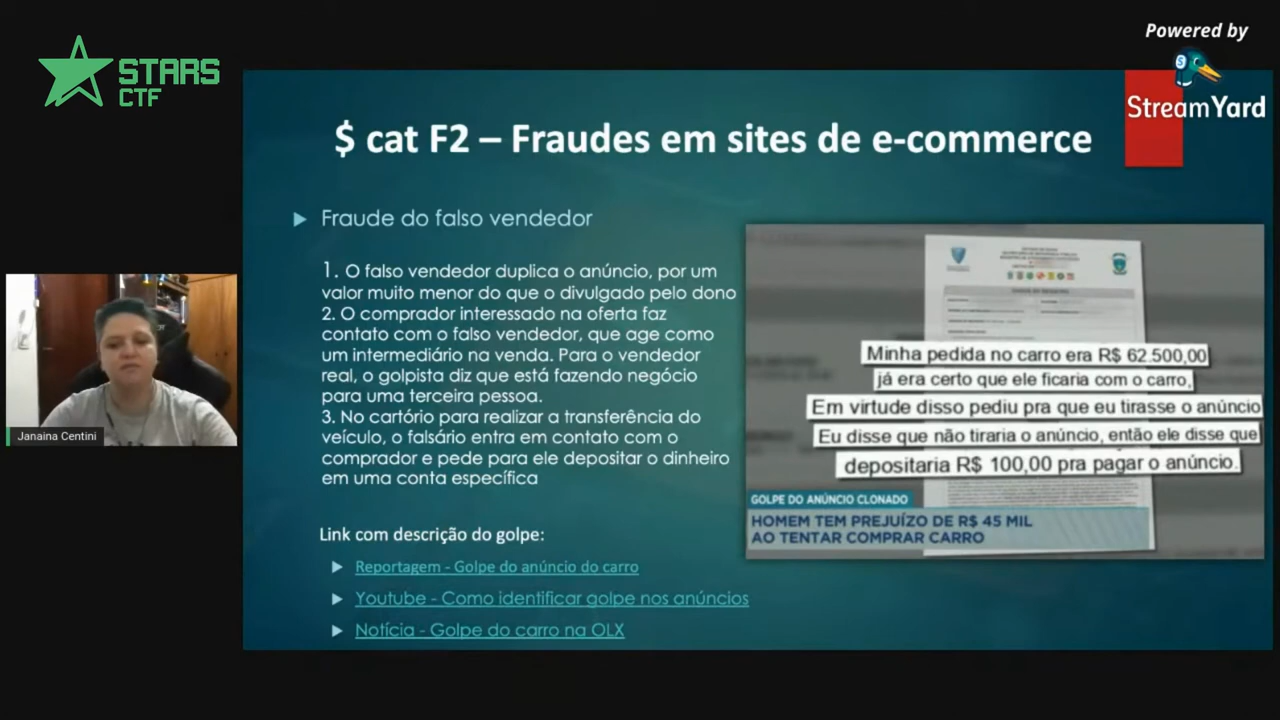 Powered by
StreamYard
STARS
CTF
$ cat F2 – Fraudes em sites de e-commerce
Fraude do falso vendedor
1. O falso vendedor duplica o anúncio, por um
valor muito menor do que o divulgado pelo dono
2. O comprador interessado na oferta faz
contato com o falso vendedor, que age como
um intermediário na venda. Para o vendedor
real, o golpista diz que está fazendo negócio
para uma terceira pessoa.
3. No cartório para realizar a transferência do
veículo, o falsário entra em contato com o
comprador e pede para ele depositar o dinheiro
em uma conta específica
Link com descrição do golpe:
Reportagem - Golpe do anúncio do carro
Youtube - Como identificar golpe nos anúncios
Notícia - Golpe do carro na OLX
Minha pedida no carro era R$ 62.500,00
já era certo que ele ficaria com o carro,
Em virtude disso pediu pra que eu tirasse o anúncio
Eu disse que não tiraria o anúncio, então ele disse que
depositaria R$ 100,00 pra pagar o anúncio.
GOLPE DO ANÚNCIO CLONADO
HOMEM TEM PREJUÍZO DE R$ 45 MIL
AO TENTAR COMPRAR CARRO
Janaina Centini